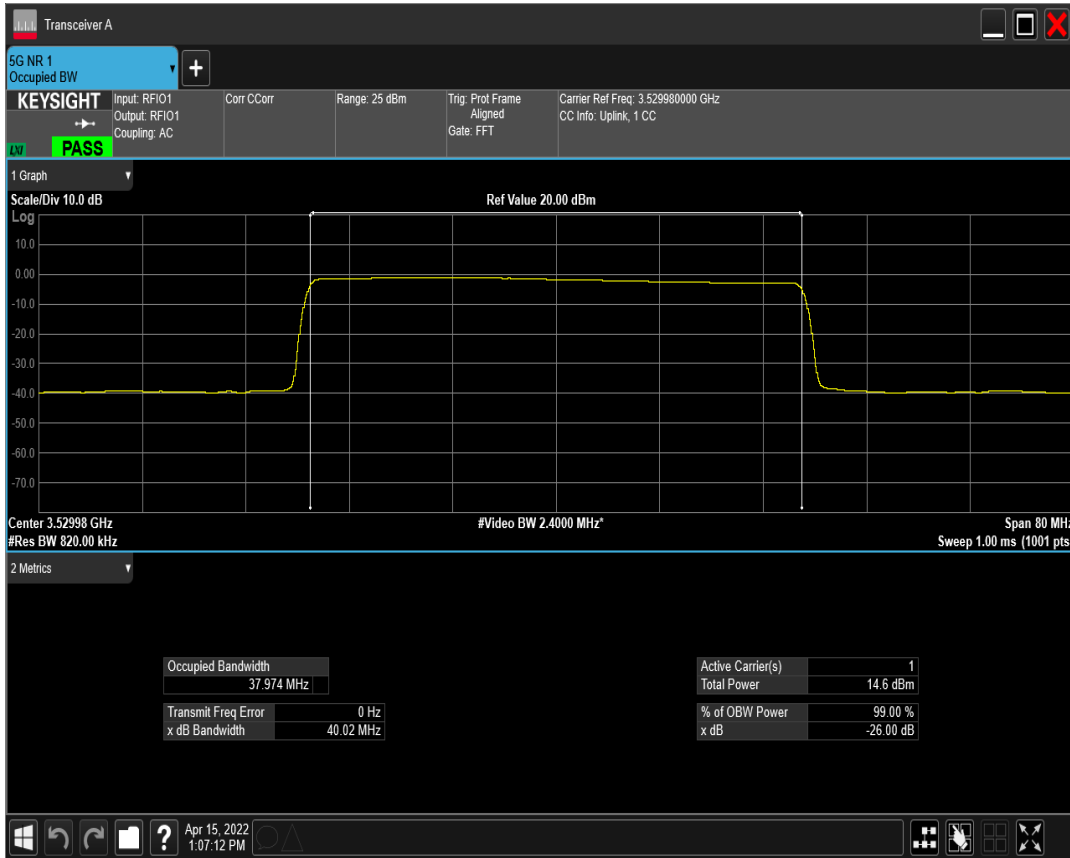 Transceiver A
5G NR 1
Occupied BW
+
KEYSIGHT
LXI
PASS
Input: RFIO1
Output: RFIO1
Coupling: AC
Corr CCorr
Range: 25 dBm
Trig: Prot Frame
Aligned
Gate: FFT
Carrier Ref Freq: 3.529980000 GHz
CC Info: Uplink, 1 CC
1 Graph
Scale/Div 10.0 dB
Ref Value 20.00 dBm
Log
10.0
0.00
-10.0
-20.0
-30.0
-40.0
-50.0
-60.0
-70.0
Center 3.52998 GHz
#Video BW 2.4000 MHz*
Span 80 MHz
#Res BW 820.00 kHz
Sweep 1.00 ms (1001 pts
2 Metrics
Occupied Bandwidth
37.974 MHz
Transmit Freq Error 0 Hz
x dB Bandwidth 40.02 MHz
Active Carrier(s) 1
Total Power 14.6 dBm
% of OBW Power 99.00 %
x dB -26.00 dB
?
Apr 15, 2022
1:07:12 PM